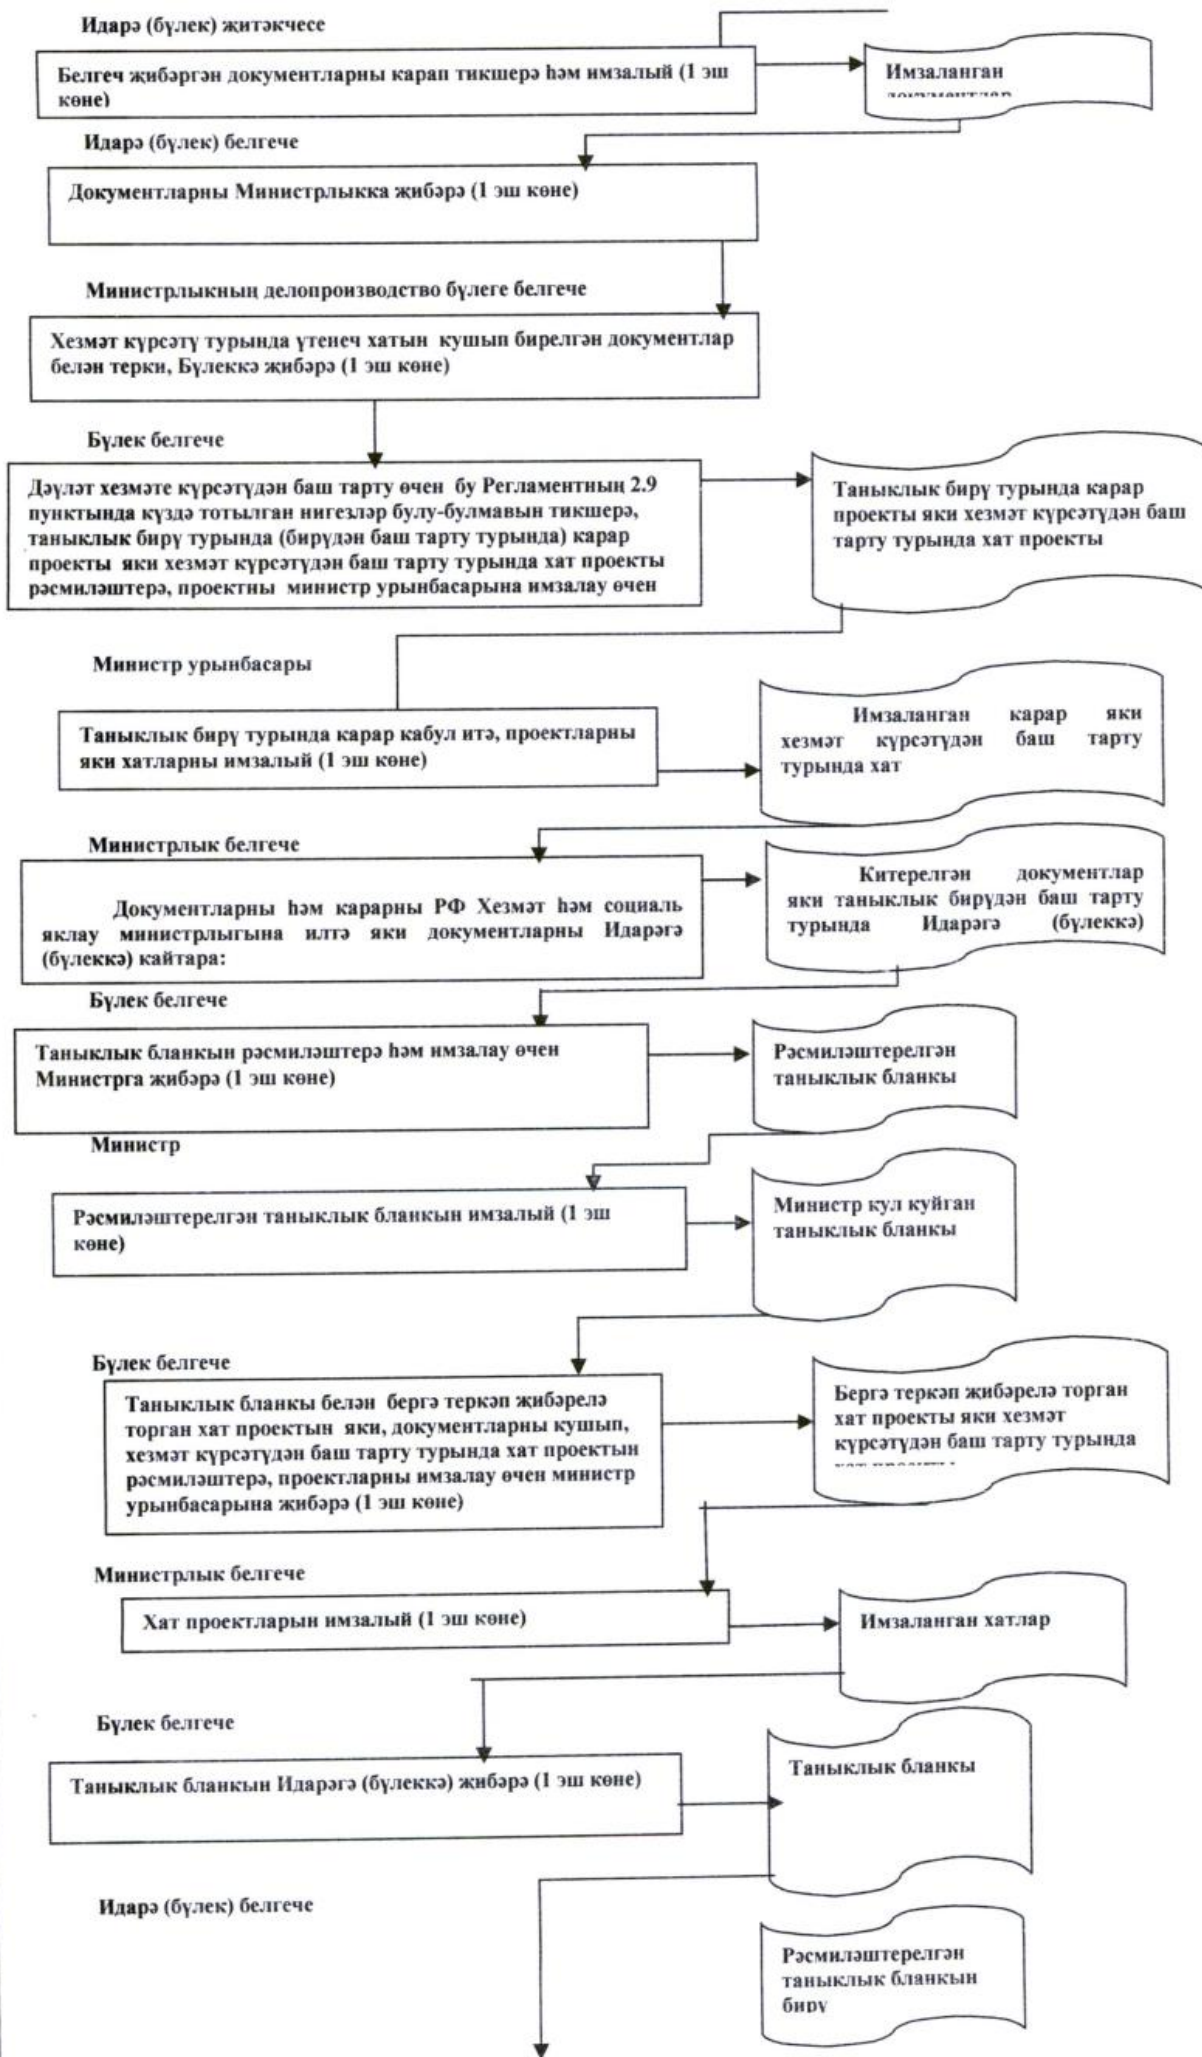 Идарә (бүлек) җитәкчесе
Белгеч җибәргән документларны карап тикшерә һәм имзалый (1 эш
көне)
Имзаланган
документлар
Идарә (бүлек) белгече
Документларны Министрлыкка җибәрә (1 эш көне)
Министрлыкның делопроизводство бүлеге белгече
Хезмәт күрсәтү турында үтенеч хатын кушып бирелгән документлар
белән терки, Бүлеккә җибәрә (1 эш көне)
Бүлек белгече
Дәүләт хезмәте күрсәтүдән баш тарту өчен бу Регламентның 2.9
пунктында күздә тотылган нигезләр булу-булмавын тикшерә,
таныклык бирү турында (бирүдән баш тарту турында) карар
проекты яки хезмәт күрсәтүдән баш тарту турында хат проекты
рәсмиләштерә, проектны министр урынбасарына имзалау өчен
Таныклык бирү турында карар
проекты яки хезмәт күрсәтүдән баш
тарту турында хат проекты
Министр урынбасары
Таныклык бирү турында карар кабул итә, проектларны
яки хатларны имзалый (1 эш көне)
Имзаланган карар яки
хезмәт күрсәтүдән баш тарту
турында хат
Министрлык белгече
Документларны һәм карарны РФ Хезмәт һәм социаль
яклау министрлыгына илтә яки документларны Идарәгә
(бүлеккә) кайтара:
Китерелгән документлар
яки таныклык бирүдән баш тарту
турында Идарәгә (бүлеккә)
Бүлек белгече
Таныклык бланкын рәсмиләштерә һәм имзалау өчен
Министрга җибәрә (1 эш көне)
Рәсмиләштерелгән
таныклык бланкы
Министр
Рәсмиләштерелгән таныклык бланкын имзалый (1 эш
көне)
Министр кул куйган
таныклык бланкы
Бүлек белгече
Таныклык бланкы белән бергә теркәп җибәрелә
торган хат проектын яки, документларны кушып,
хезмәт күрсәтүдән баш тарту турында хат проектын
рәсмиләштерә, проектларны имзалау өчен министр
урынбасарына җибәрә (1 эш көне)
Бергә теркәп җибәрелә торган
хат проекты яки хезмәт
күрсәтүдән баш тарту турында
хат проекты
Министрлык белгече
Хат проектларын имзалый (1 эш көне)
Имзаланган хатлар
Бүлек белгече
Таныклык бланкын Идарәгә (бүлеккә) җибәрә (1 эш көне)
Таныклык бланкы
Идарә (бүлек) белгече
Рәсмиләштерелгән
таныклык бланкын
бирү